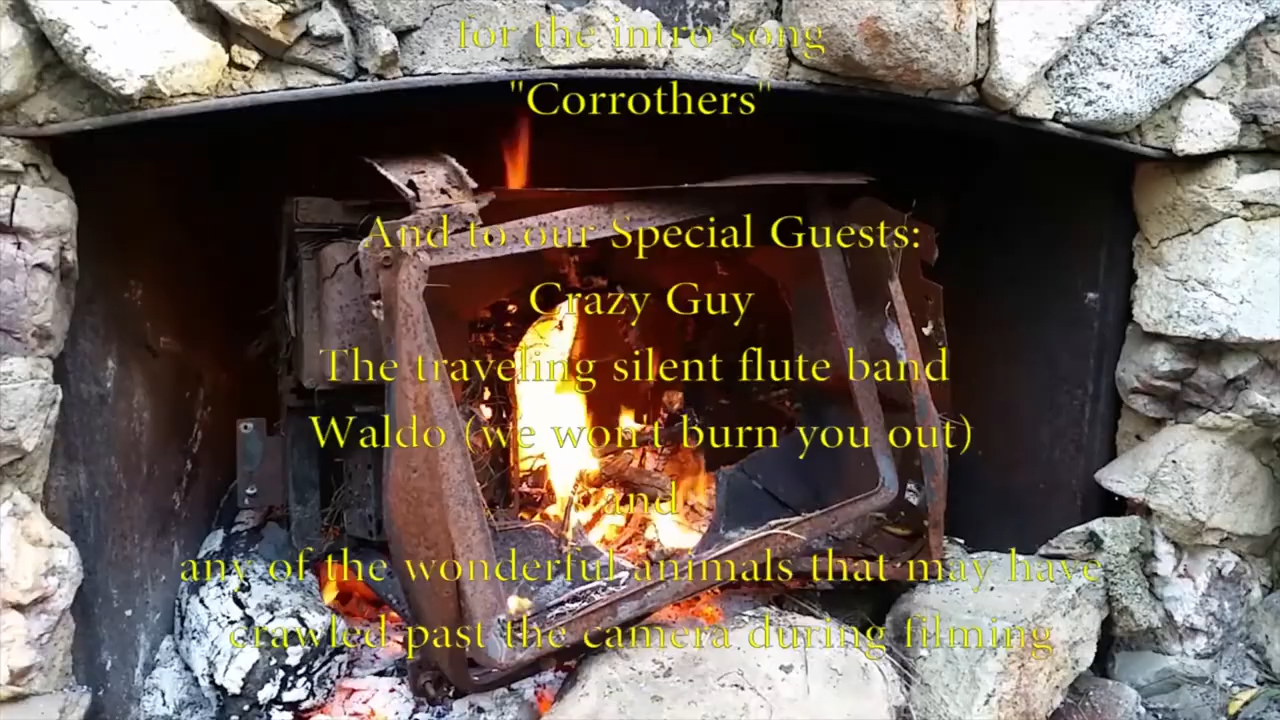 for the intro song
"Corrothers"
And to our Special Guests:
Crazy Guy
The traveling silent flute band
Waldo (we won't burn you out)
and
any of the wonderful animals that may have
crawled past the camera during filming